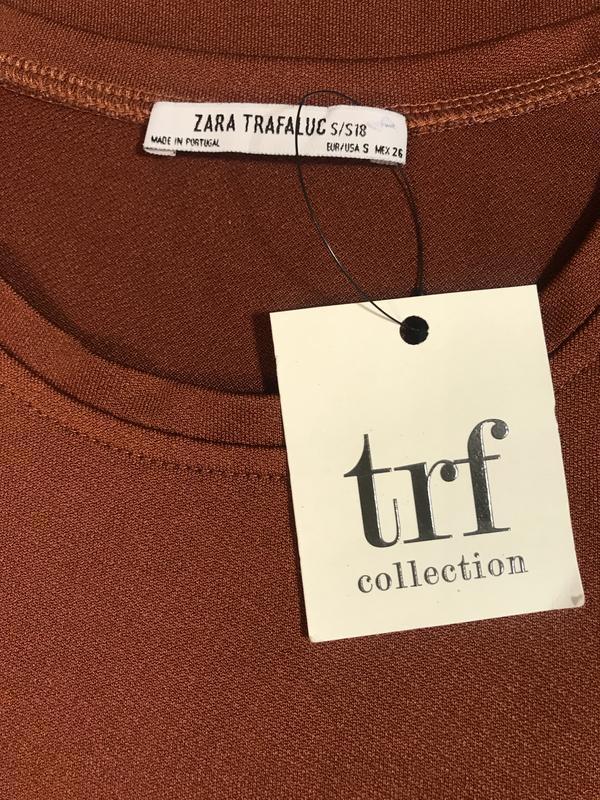 ZARA TRAFALUC S/S18
MADE IN PORTUGAL EUR/USA S MEX 26
trf
collection